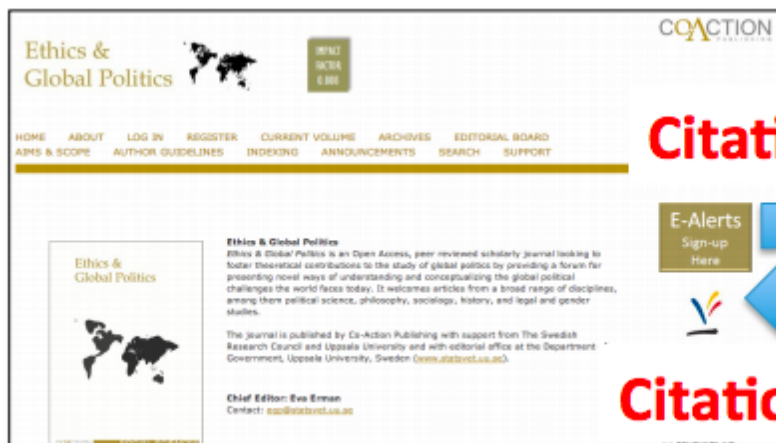 COACTION
PUBLISHING
Ethics &
Global Politics
IMPACT
FACTOR
HOME ABOUT LOG IN REGISTER CURRENT VOLUME ARCHIVES EDITORIAL BOARD
AIMS & SCOPE AUTHOR GUIDELINES INDEXING ANNOUNCEMENTS SEARCH SUPPORT
Citati
E-Alerts
Sign-up
Here
Ethics & Global Politics
Ethics & Global Politics is an Open Access, peer reviewed scholarly journal looking to
foster theoretical contributions to the study of global politics by providing a forum for
presenting novel ways of understanding and conceptualizing the global political
challenges the world faces today. It welcomes articles from a broad range of disciplines,
among them political science, philosophy, sociology, history, and legal and gender
studies.
Ethics &
Global Politics
The journal is published by Co-Action Publishing with support from The Swedish
Research Council and Uppsala University and with editorial office at the Department
Government, Uppsala University, Sweden (www.statsvet.uu.se).
Chief Editor: Eva Erman
Contact: egp@statsvet.uu.se
Citatio